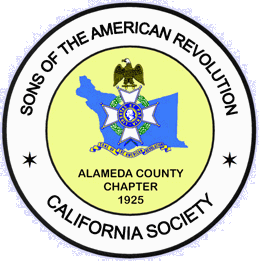 SONS OF THE AMERICAN REVOLUTION
ALAMEDA COUNTY
CHAPTER
1925
CALIFORNIA SOCIETY